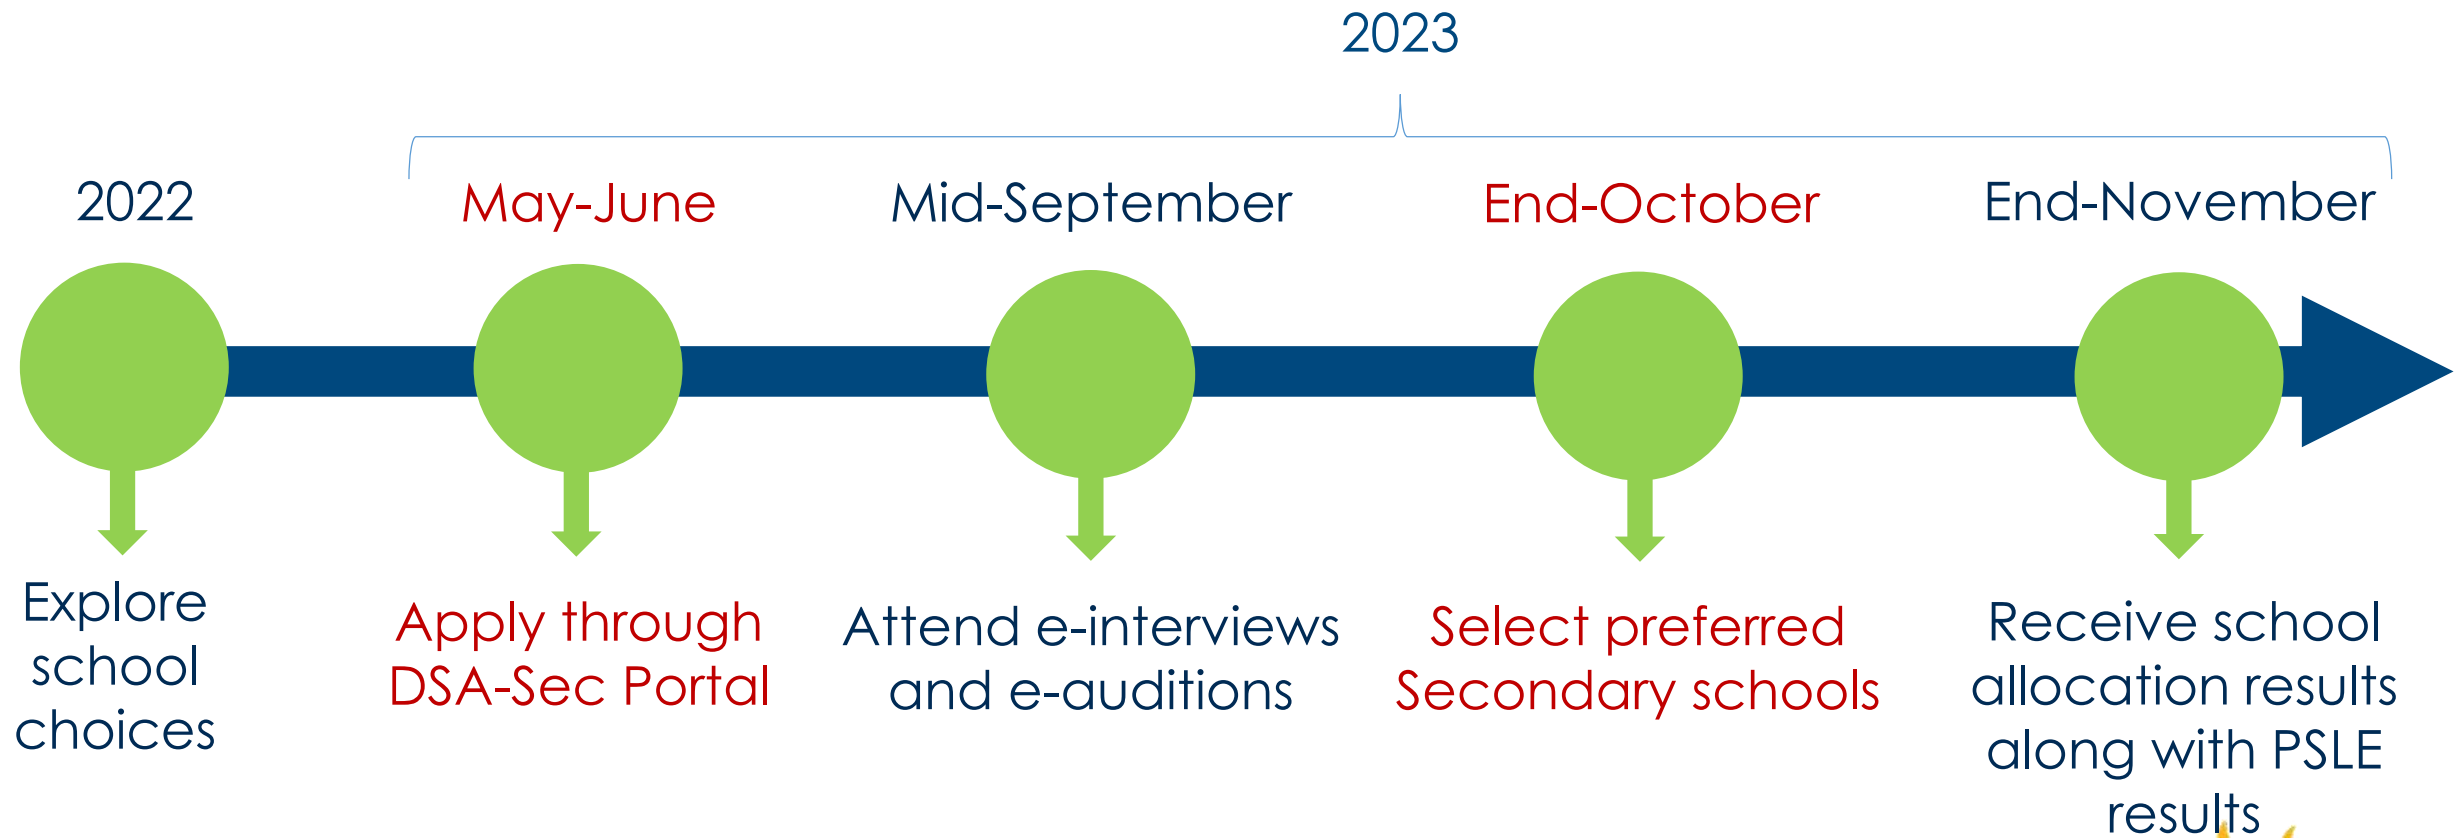 2023
2022
May-June
Mid-September
End-October
End-November
Explore
school
choices
Apply through
DSA-Sec Portal
Attend e-interviews
and e-auditions
Select preferred
Secondary schools
Receive school
allocation results
along with PSLE
results